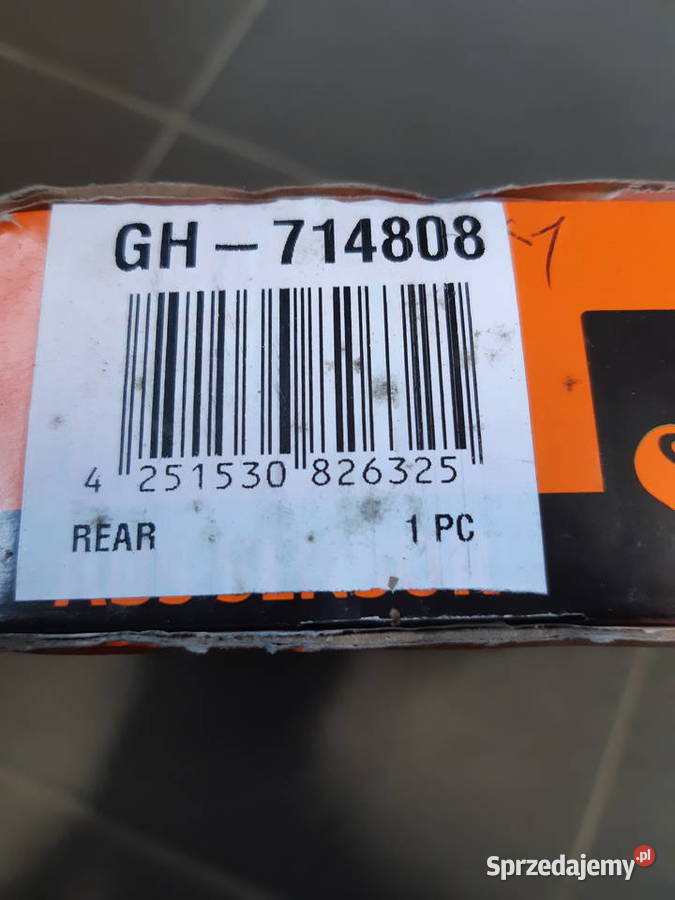 GH-714808
4 251530 826325
REAR 1 PC
Sprzedajemy.pl